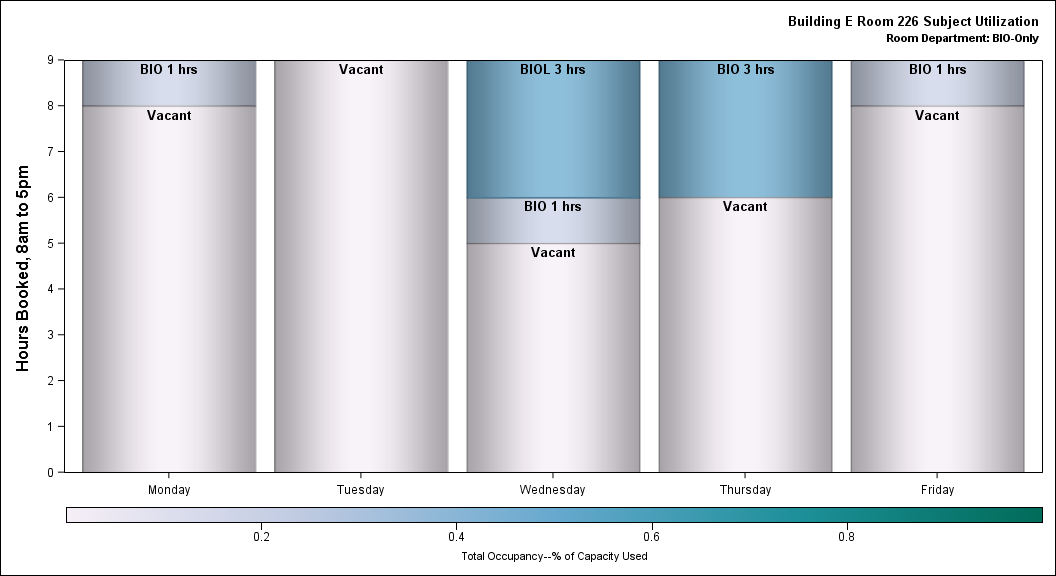 Building E Room 226 Subject Utilization
Room Department: BIO-Only
Hours Booked, 8am to 5pm
9
8
7
6
5
4
3
2
1
0
BIO 1 hrs
Vacant
Vacant
BIOL 3 hrs
BIO 1 hrs
Vacant
BIO 3 hrs
Vacant
BIO 1 hrs
Vacant
Monday Tuesday Wednesday Thursday Friday
0.2 0.4 0.6 0.8
Total Occupancy--% of Capacity Used